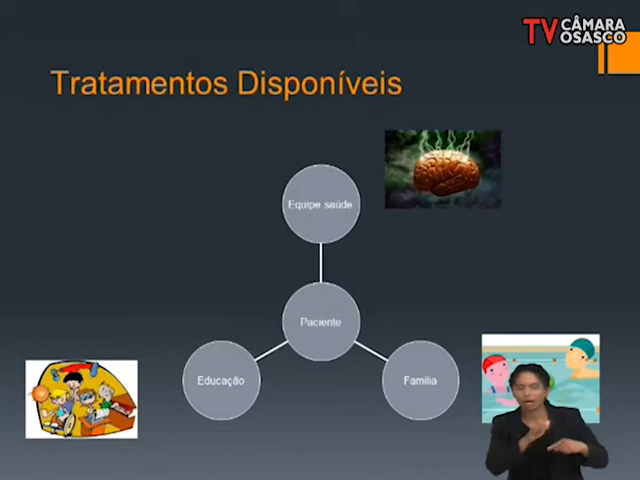 TV CÂMARA
OSASCO
Tratamentos Disponíveis
Equipe saúde
Paciente
Educação
Família